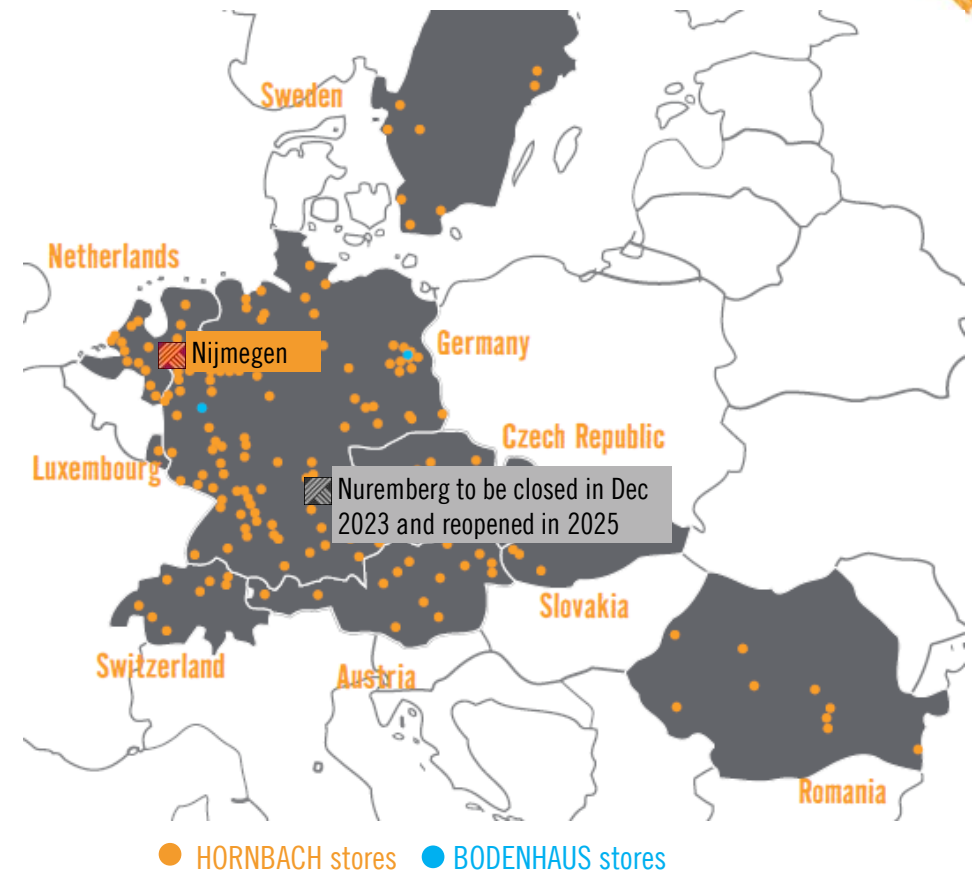 Sweden
Netherlands
Nijmegen
Germany
Czech Republic
Luxembourg
Nuremberg to be closed in Dec
2023 and reopened in 2025
Slovakia
Switzerland
Austria
Romania
HORNBACH stores
BODENHAUS stores